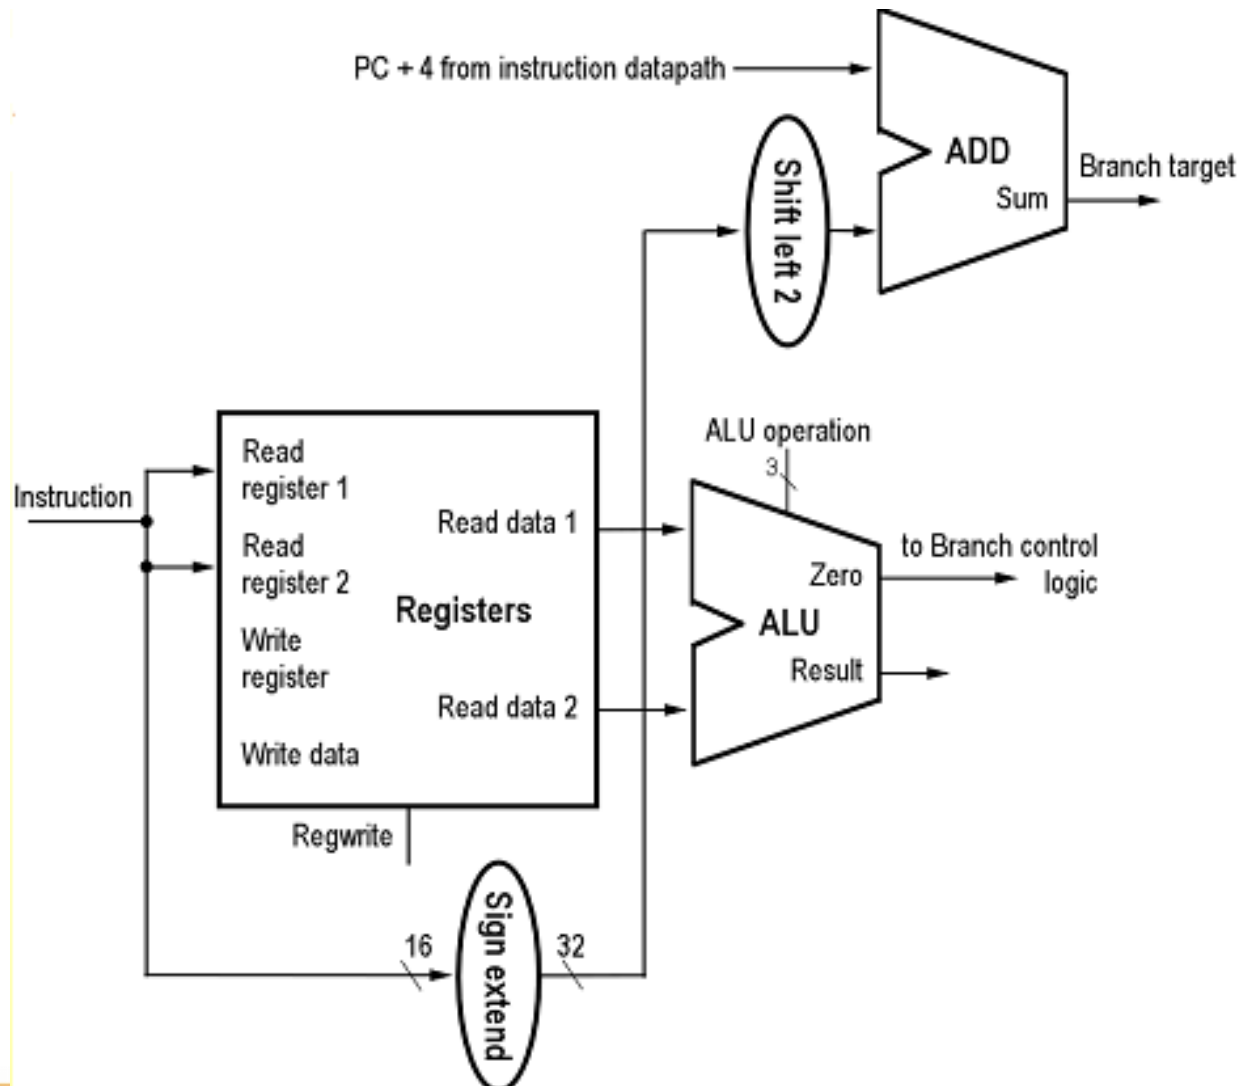 PC + 4 from instruction datapath
ADD
Branch target
Sum
Shift left 2
ALU operation
3
Instruction
Read
register 1
Read data 1
Read
register 2
Registers
Write
register
Read data 2
Write data
Zero
to Branch control
logic
ALU
Result
Regwrite
16
Sign extend
32